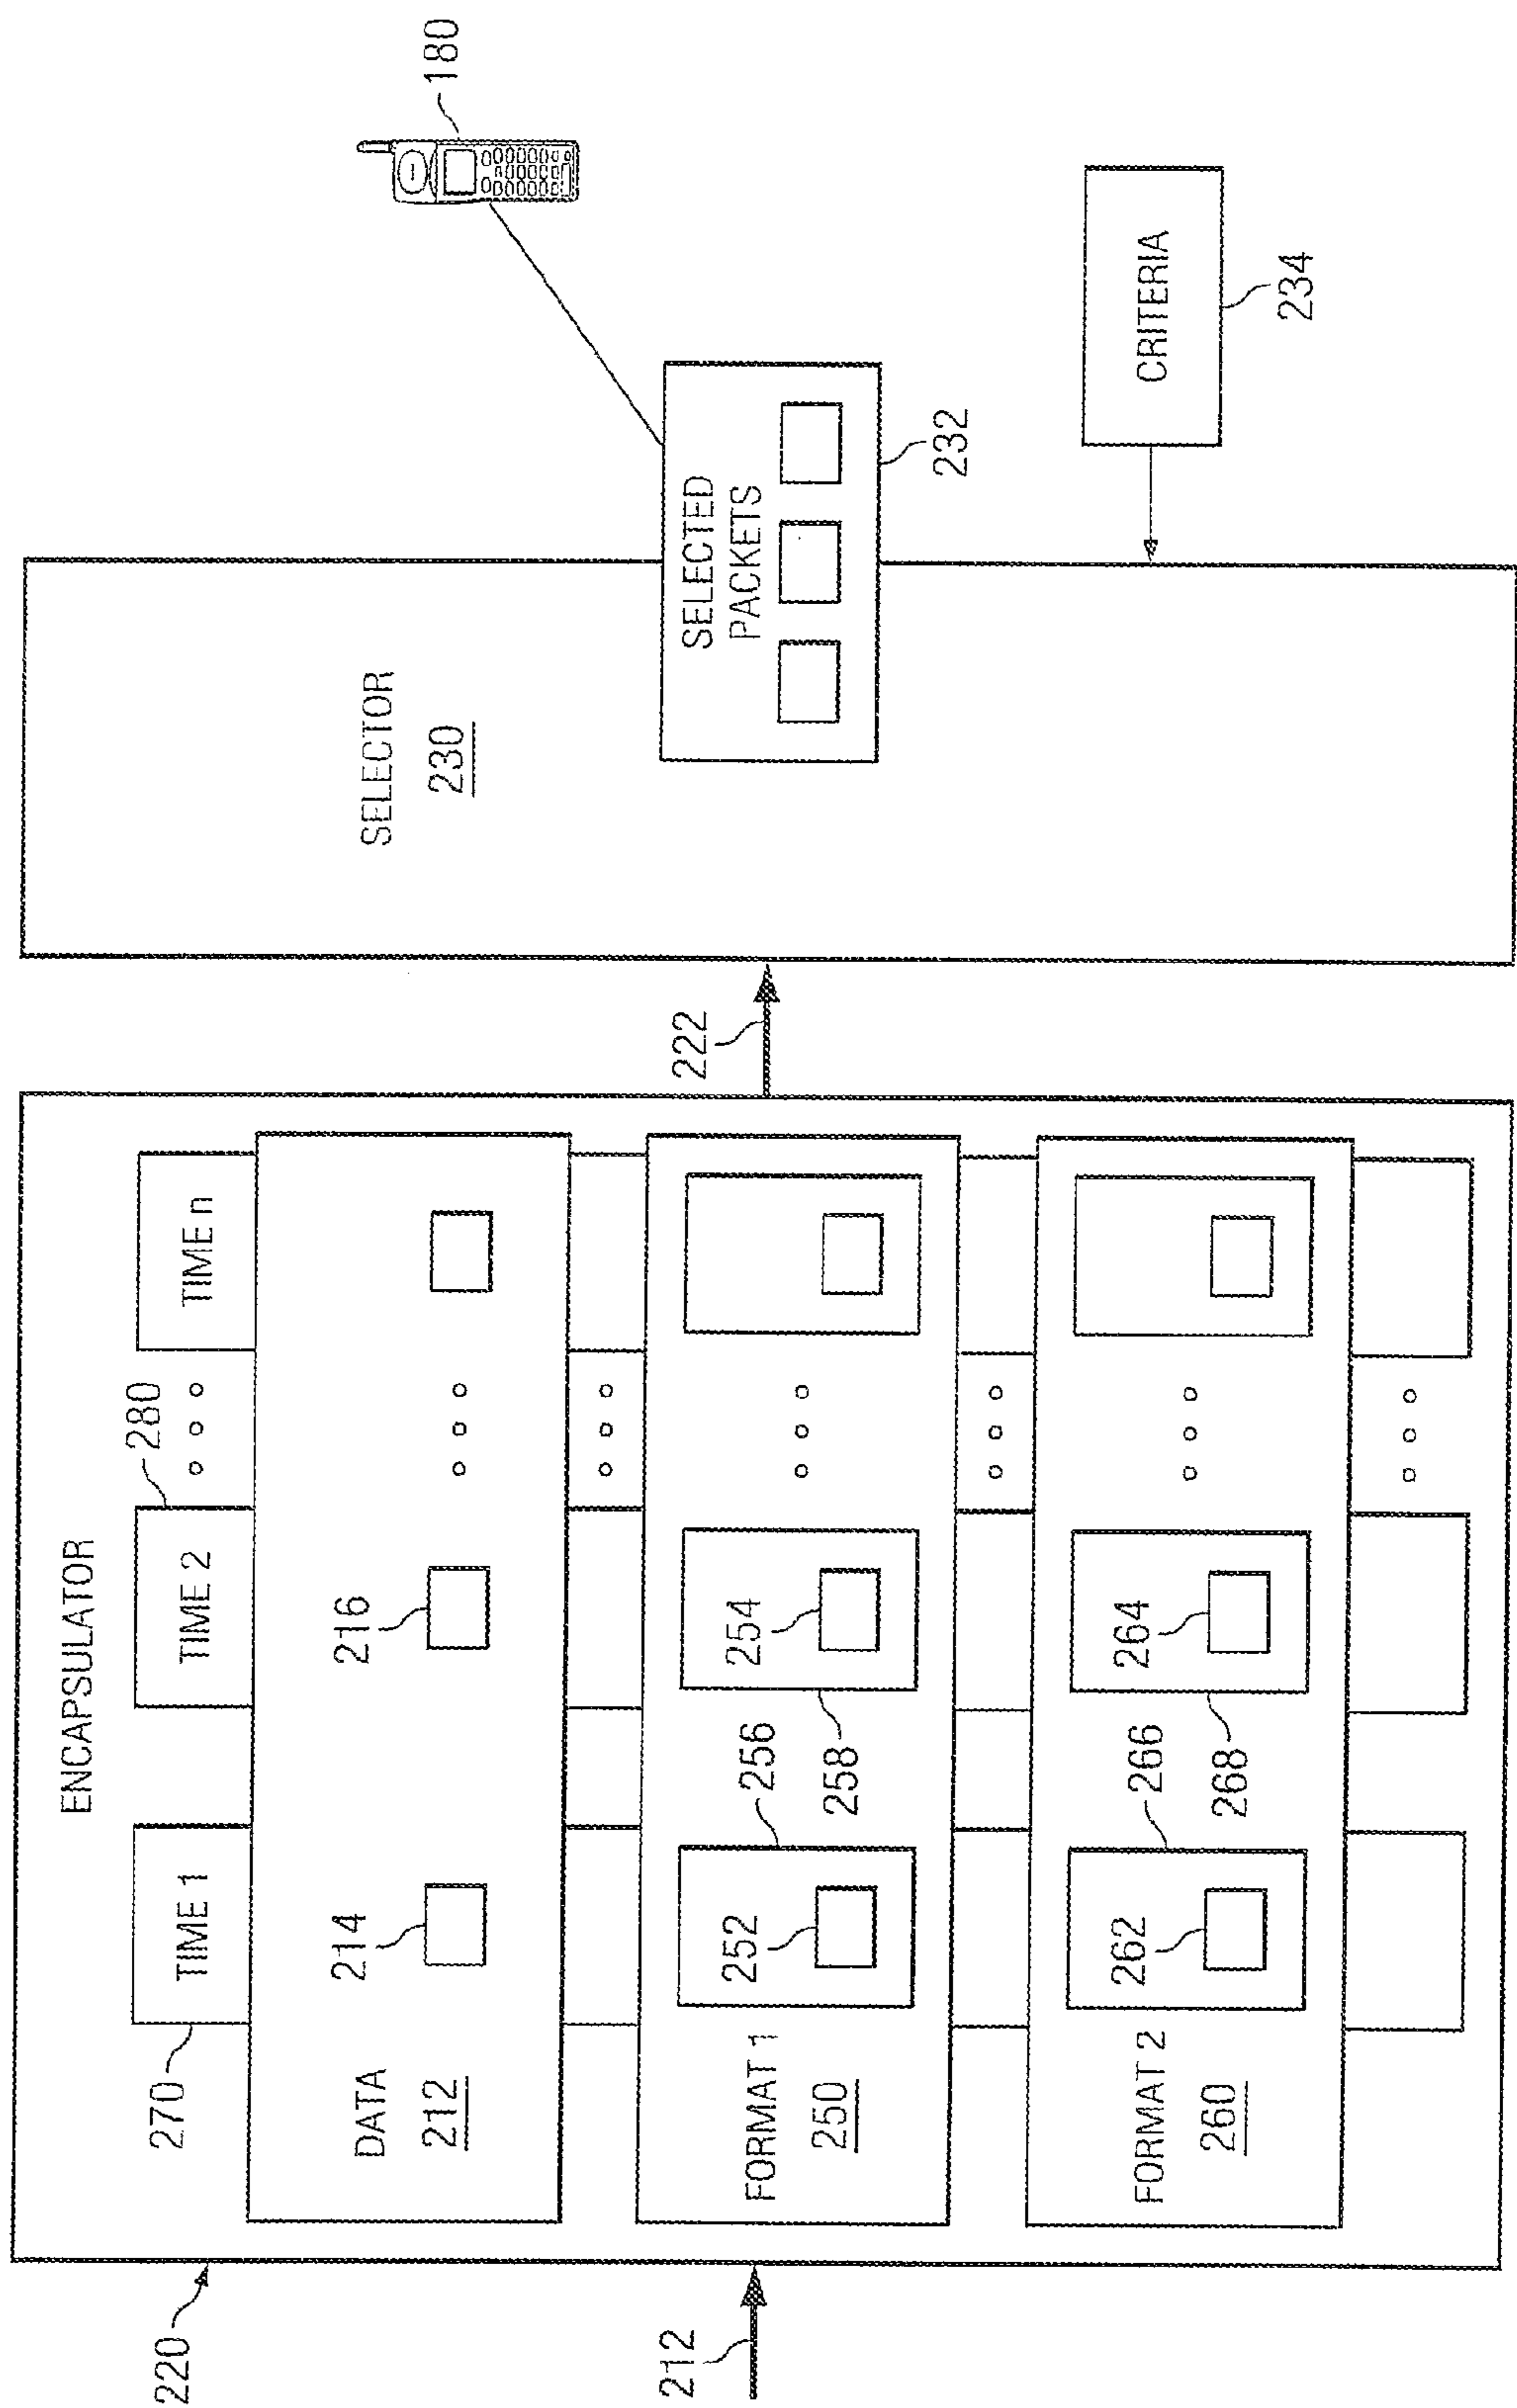 220
212
ENCAPSULATOR
270
TIME 1
TIME 2
280
TIME n
DATA
212
214
216
FORMAT 1
250
252
256
254
258
FORMAT 2
260
262
266
264
268
222
SELECTOR
230
SELECTED
PACKETS
232
180
CRITERIA
234